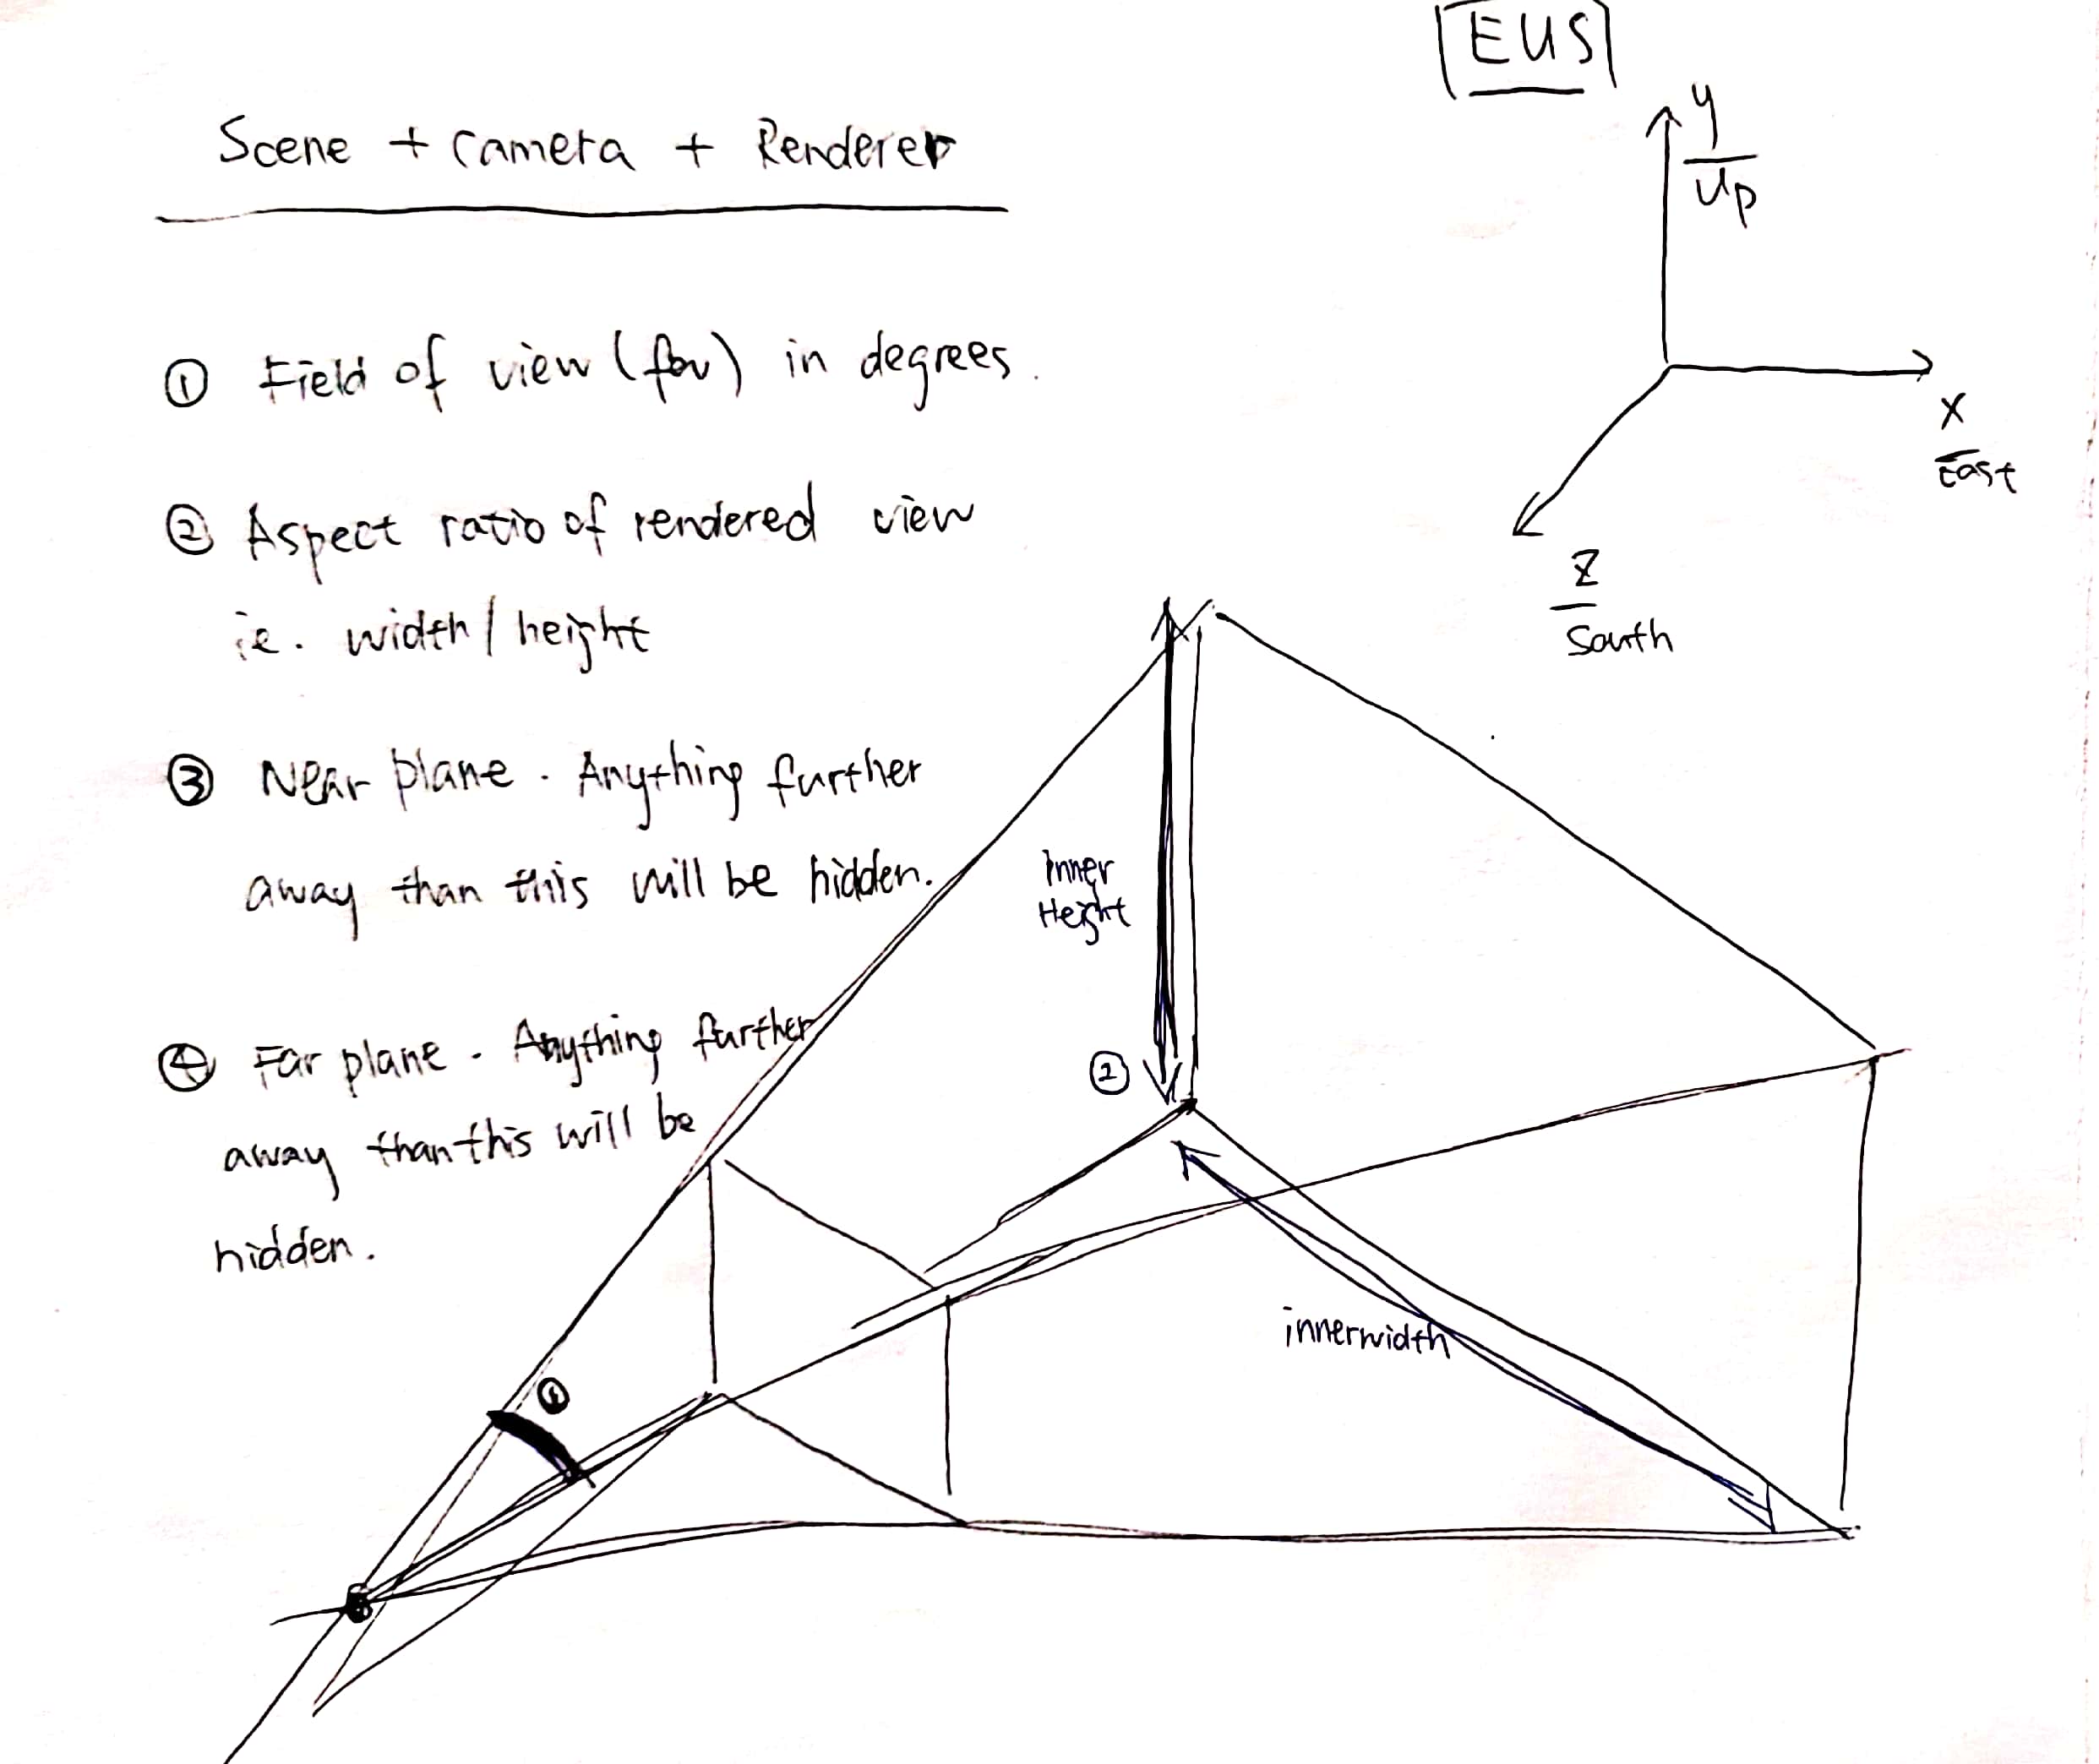 EUS
Scene + Camera + Renderer
y
Up
x
East
z
South
① Field of view (fov) in degrees.
② Aspect ratio of rendered view
ie. width / height
③ Near plane. Anything further
away than this will be hidden.
④ Far plane. Anything further
away than this will be
hidden.
Inner
Height
②
innerwidth
①